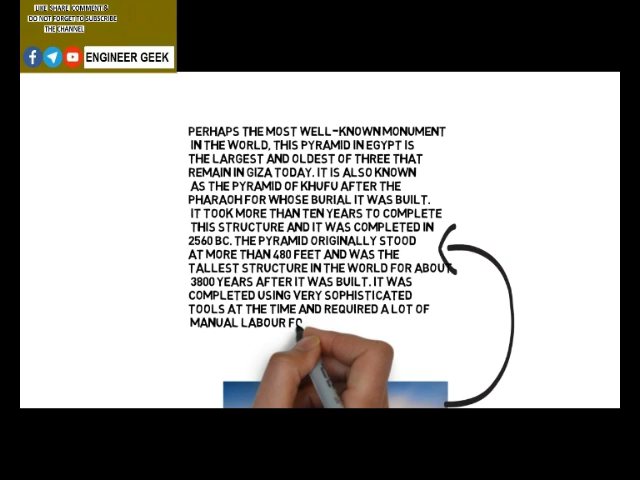 LIKE SHARE COMMENT &
DO NOT FORGET TO SUBSCRIBE
THE CHANNEL
ENGINEER GEEK
PERHAPS THE MOST WELL-KNOWN MONUMENT
IN THE WORLD, THIS PYRAMID IN EGYPT IS
THE LARGEST AND OLDEST OF THREE THAT
REMAIN IN GIZA TODAY. IT IS ALSO KNOWN
AS THE PYRAMID OF KHUFU AFTER THE
PHARAOH FOR WHOSE BURIAL IT WAS BUILT.
IT TOOK MORE THAN TEN YEARS TO COMPLETE
THIS STRUCTURE AND IT WAS COMPLETED IN
2560 BC. THE PYRAMID ORIGINALLY STOOD
AT MORE THAN 480 FEET AND WAS THE
TALLEST STRUCTURE IN THE WORLD FOR ABOUT
3800 YEARS AFTER IT WAS BUILT. IT WAS
COMPLETED USING VERY SOPHISTICATED
TOOLS AT THE TIME AND REQUIRED A LOT OF
MANUAL LABOUR FO